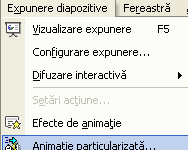 Expunere diapozitive Fereastră
Vizualizare expunere F5
Configurare expunere...
Difuzare interactivă
Setări acțiune...
Efecte de animație
Animație particularizată...